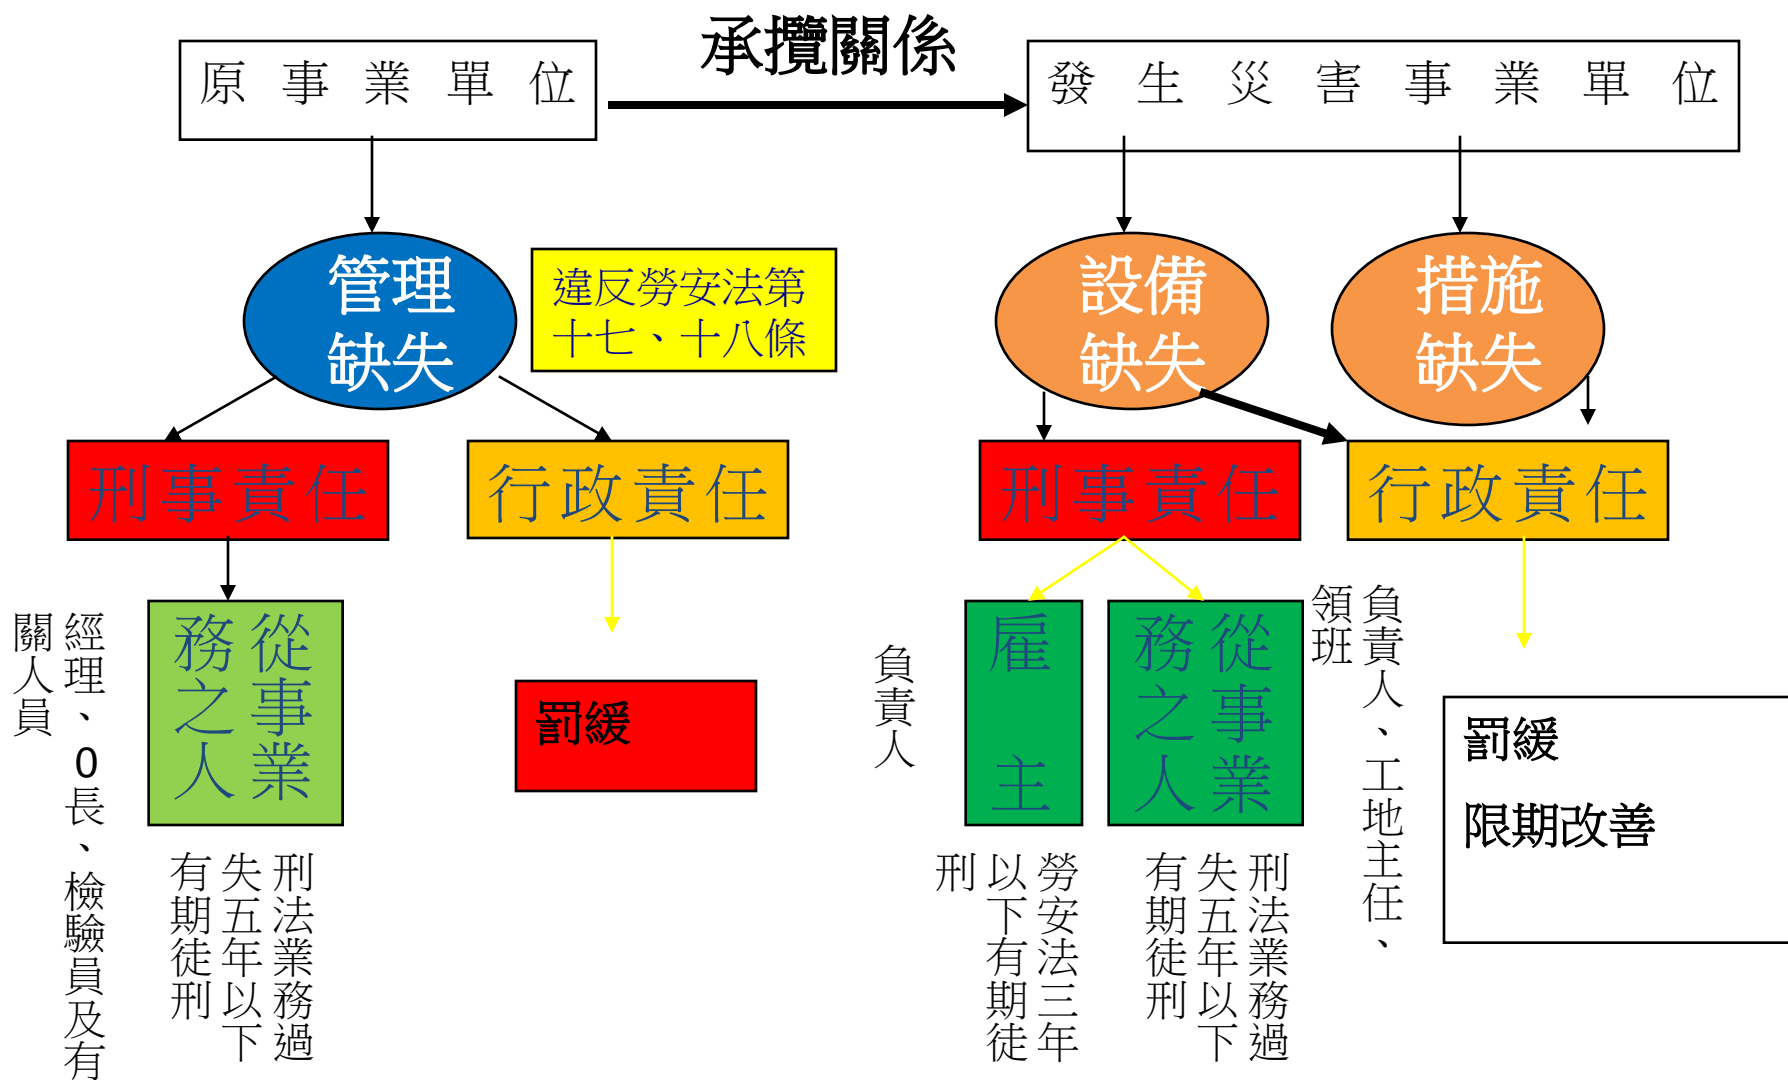 承攬關係
原事業單位
發生災害事業單位
管理
缺失
違反勞安法第
十七、十八條
設備
缺失
措施
缺失
刑事責任
行政責任
刑事責任
行政責任
經理、0長、檢驗員及有
關人員
從事業
務之人
罰緩
負責人
雇主
從事業
務之人
負責人、工地主任、
領班
罰緩
限期改善
刑法業務過
失五年以下
有期徒刑
勞安法三年
以下有期徒
刑
刑法業務過
失五年以下
有期徒刑